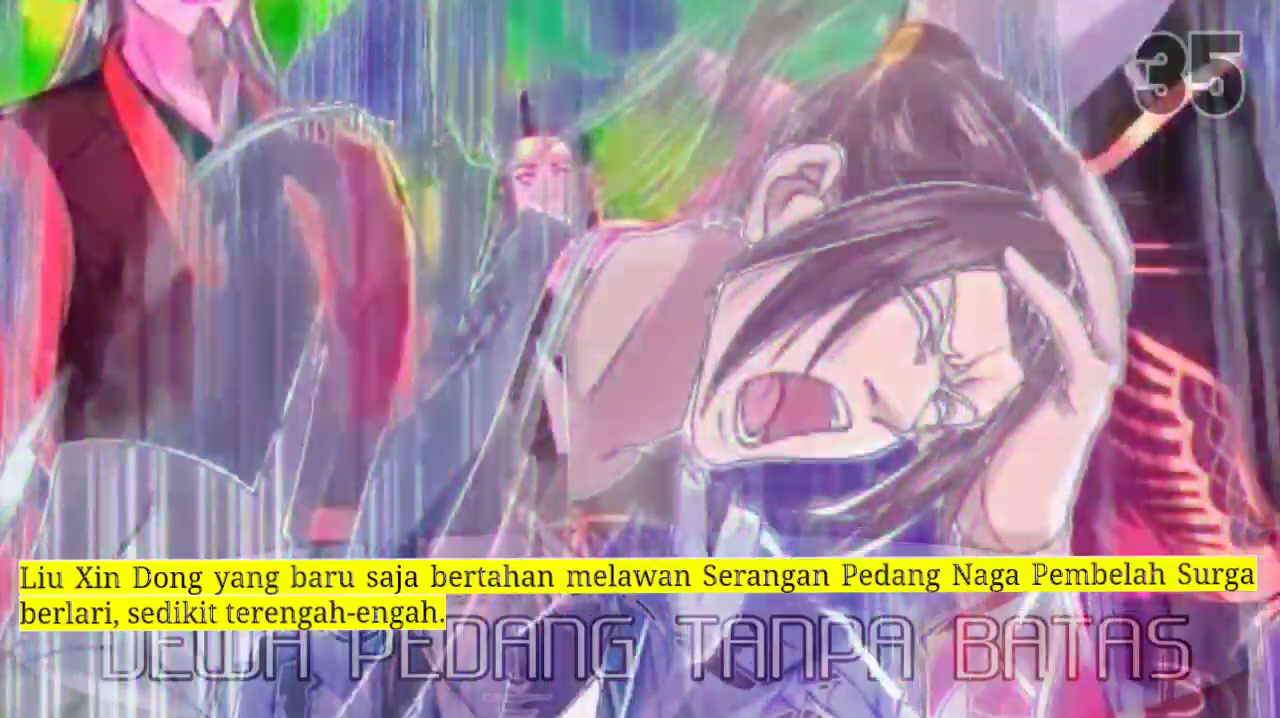 35
Liu Xin Dong yang baru saja bertahan melawan Serangan Pedang Naga Pembelah Surga
berlari, sedikit terengah-engah.
DEWA PEDANG TANPA BATAS